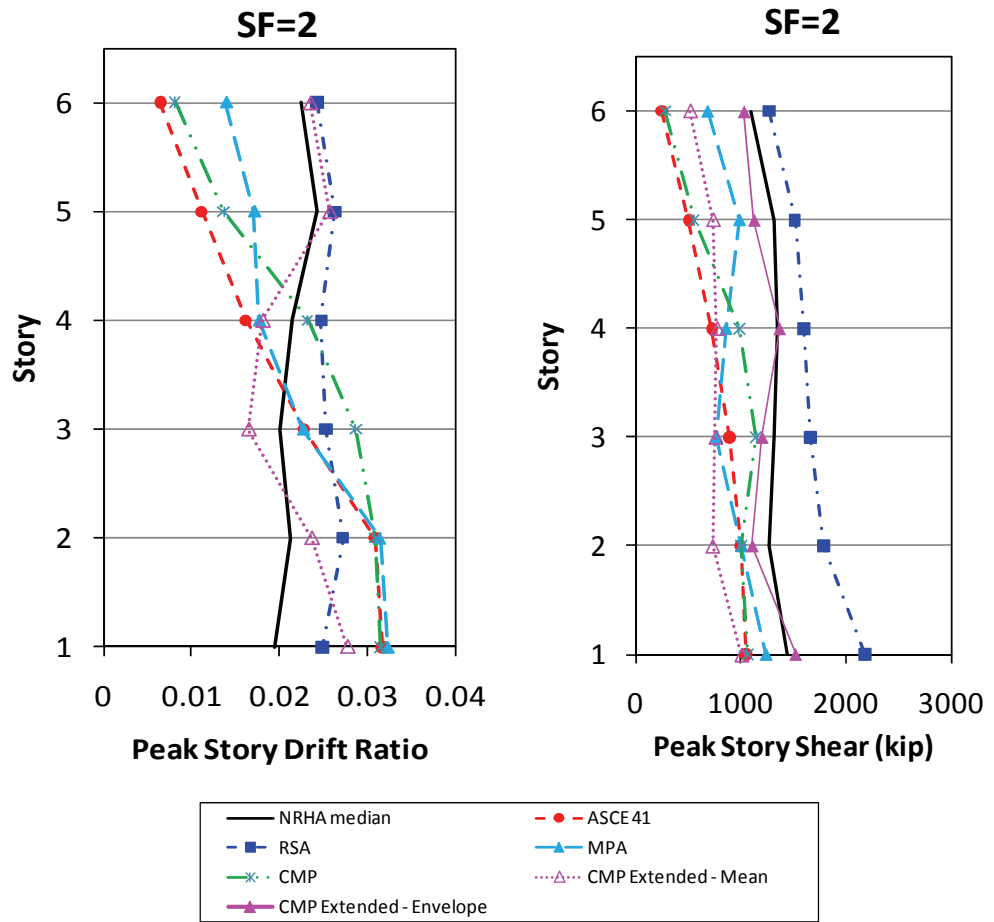 SF=2
6
5
4
3
2
1
Story
0 0.01 0.02 0.03 0.04
Peak Story Drift Ratio
SF=2
6
5
4
3
2
1
Story
0 1000 2000 3000
Peak Story Shear (kip)
NRHA median
ASCE 41
RSA
MPA
CMP
CMP Extended - Mean
CMP Extended - Envelope